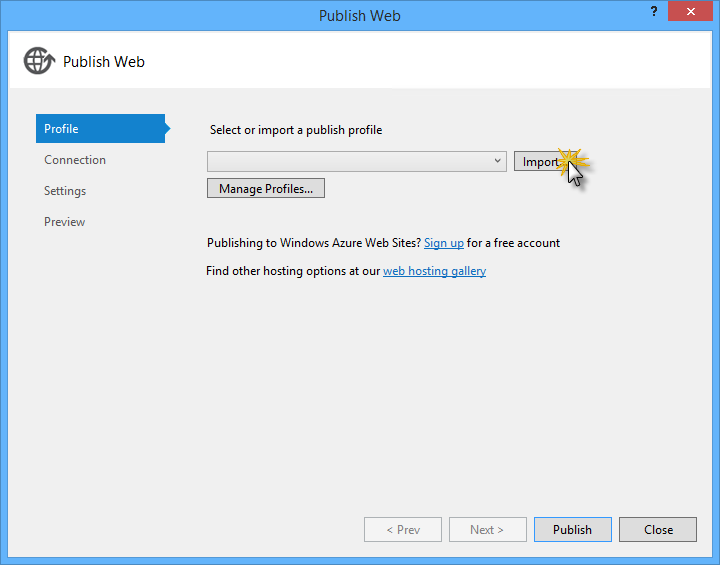 Publish Web
?
Publish Web
Profile
Select or import a publish profile
Connection
Import
Settings
Manage Profiles...
Preview
Publishing to Windows Azure Web Sites? Sign up for a free account
Find other hosting options at our web hosting gallery
< Prev
Next >
Publish
Close